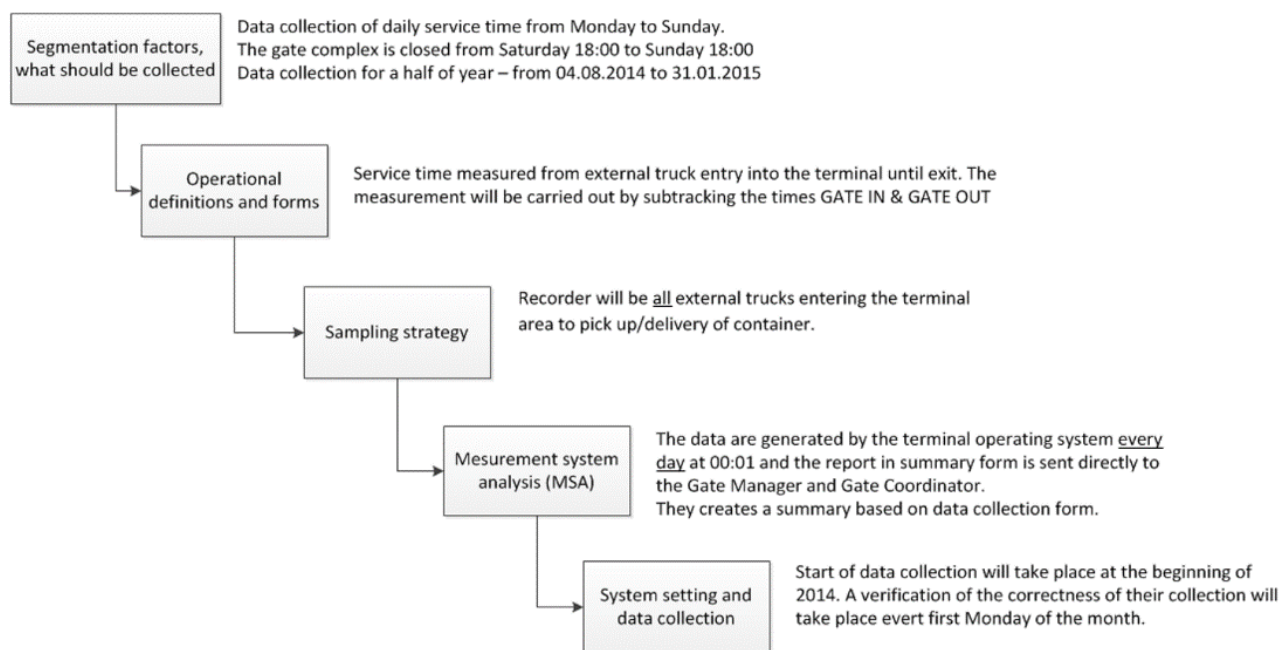 Segmentation factors,
what should be collected
Data collection of daily service time from Monday to Sunday.
The gate complex is closed from Saturday 18:00 to Sunday 18:00
Data collection for a half of year – from 04.08.2014 to 31.01.2015
Operational
definitions and forms
Service time measured from external truck entry into the terminal until exit. The
measurement will be carried out by subtracking the times GATE IN & GATE OUT
Sampling strategy
Recorder will be all external trucks entering the terminal
area to pick up/delivery of container.
Mesurement system
analysis (MSA)
The data are generated by the terminal operating system every
day at 00:01 and the report in summary form is sent directly to
the Gate Manager and Gate Coordinator.
They creates a summary based on data collection form.
System setting and
data collection
Start of data collection will take place at the beginning of
2014. A verification of the correctness of their collection will
take place evert first Monday of the month.